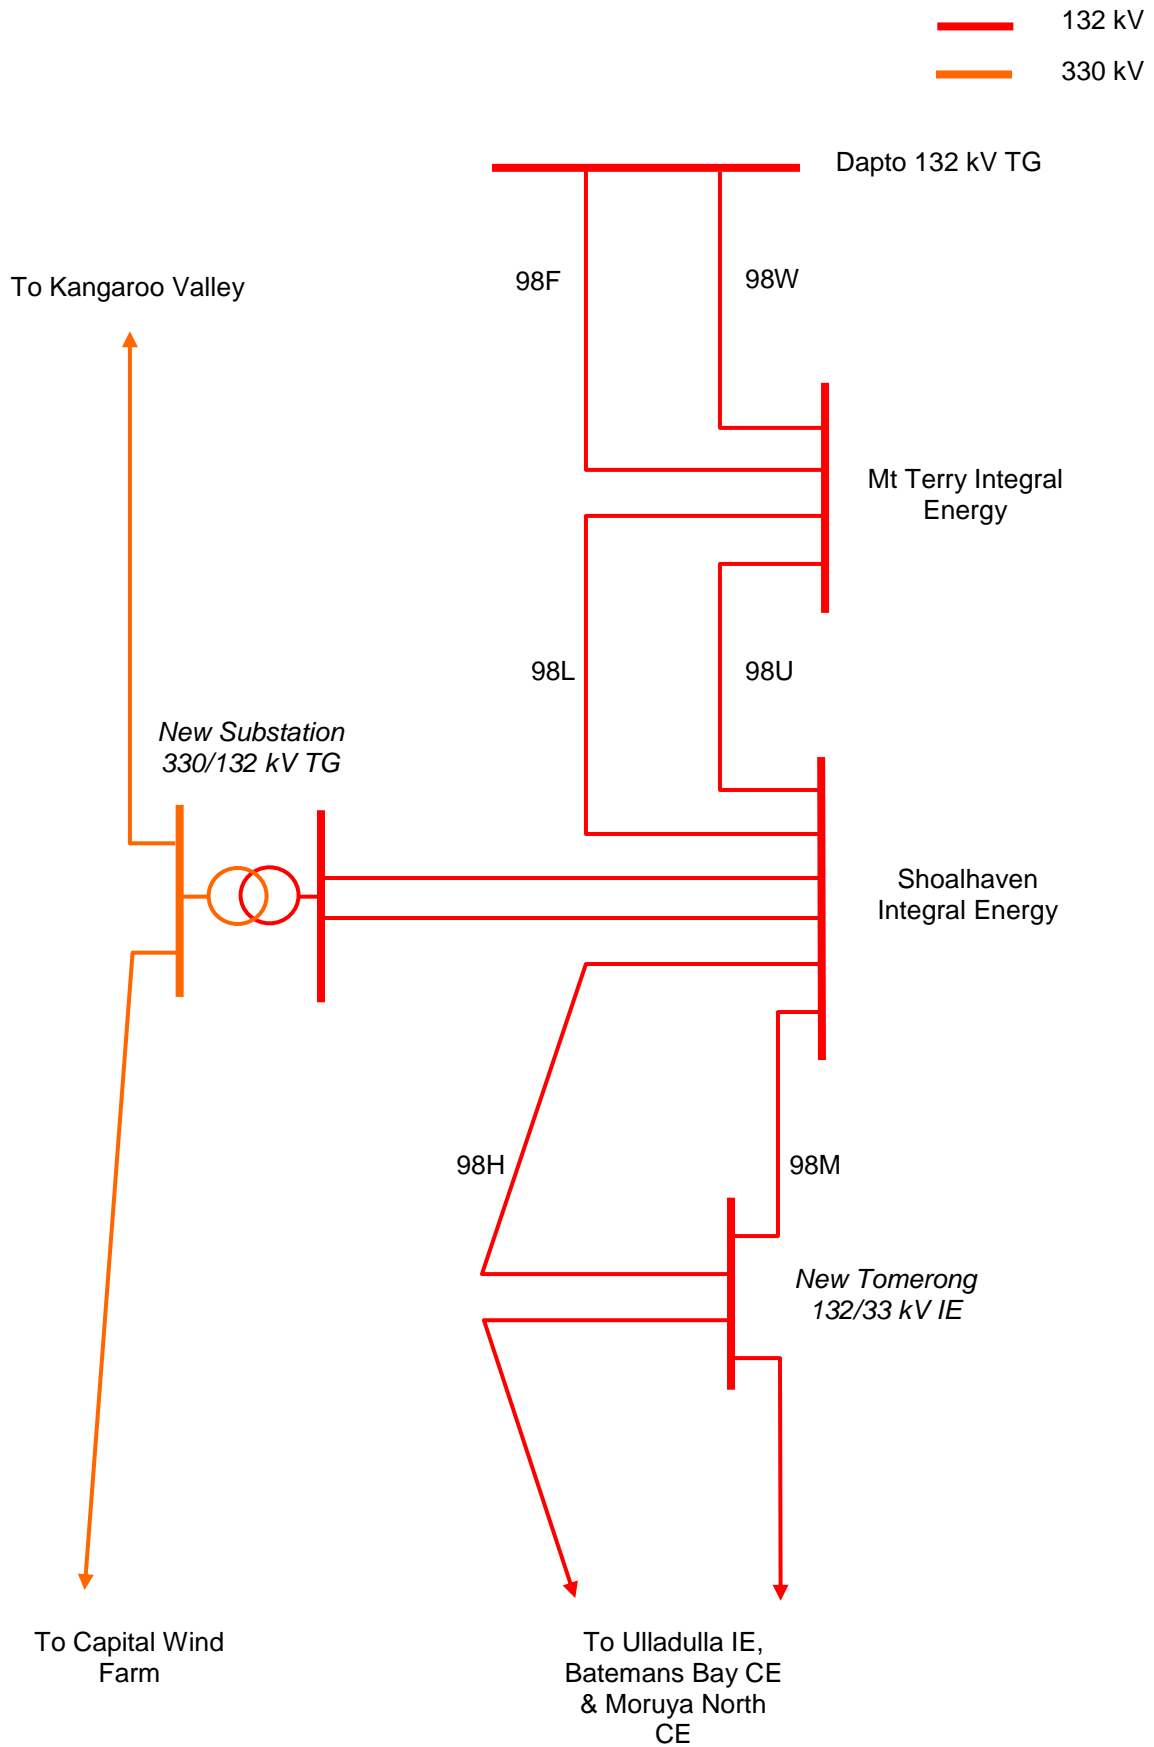 132 kV
330 kV
Dapto 132 kV TG
98F
98W
To Kangaroo Valley
Mt Terry Integral
Energy
98L
98U
New Substation
330/132 kV TG
Shoalhaven
Integral Energy
98H
98M
New Tomerong
132/33 kV IE
To Capital Wind
Farm
To Ulladulla IE,
Batemans Bay CE
& Moruya North
CE